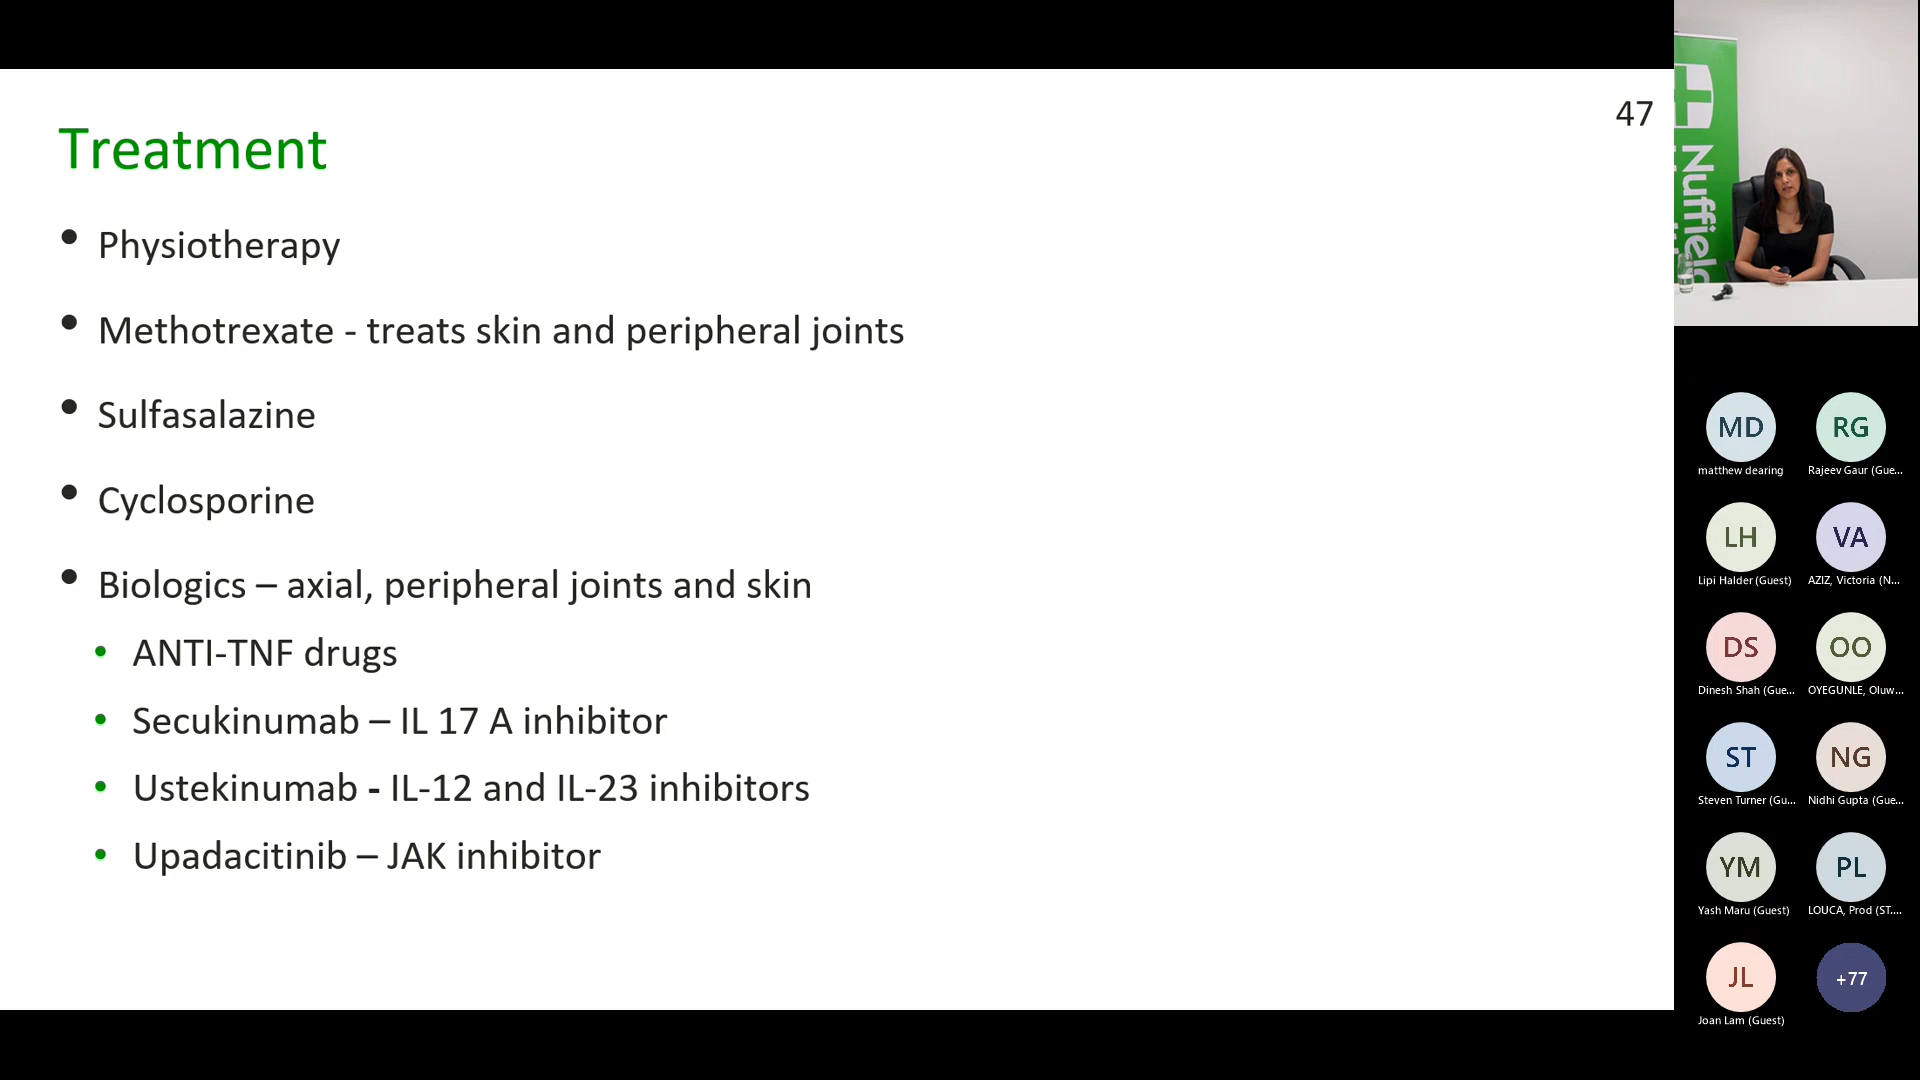 47
Treatment
• Physiotherapy
• Methotrexate - treats skin and peripheral joints
• Sulfasalazine
• Cyclosporine
• Biologics – axial, peripheral joints and skin
• ANTI-TNF drugs
• Secukinumab – IL 17 A inhibitor
• Ustekinumab - IL-12 and IL-23 inhibitors
• Upadacitinib – JAK inhibitor
Nuffield
MD
matthew dearing
RG
Rajeev Gaur (Gue...
LH
Lipi Halder (Guest)
VA
AZIZ, Victoria (N...
DS
Dinesh Shah (Gue...
OO
OYEGUNLE, Oluw...
ST
Steven Turner (Gu...
NG
Nidhi Gupta (Gue...
YM
Yash Maru (Guest)
PL
LOUCA, Prod (ST....
JL
Joan Lam (Guest)
+77